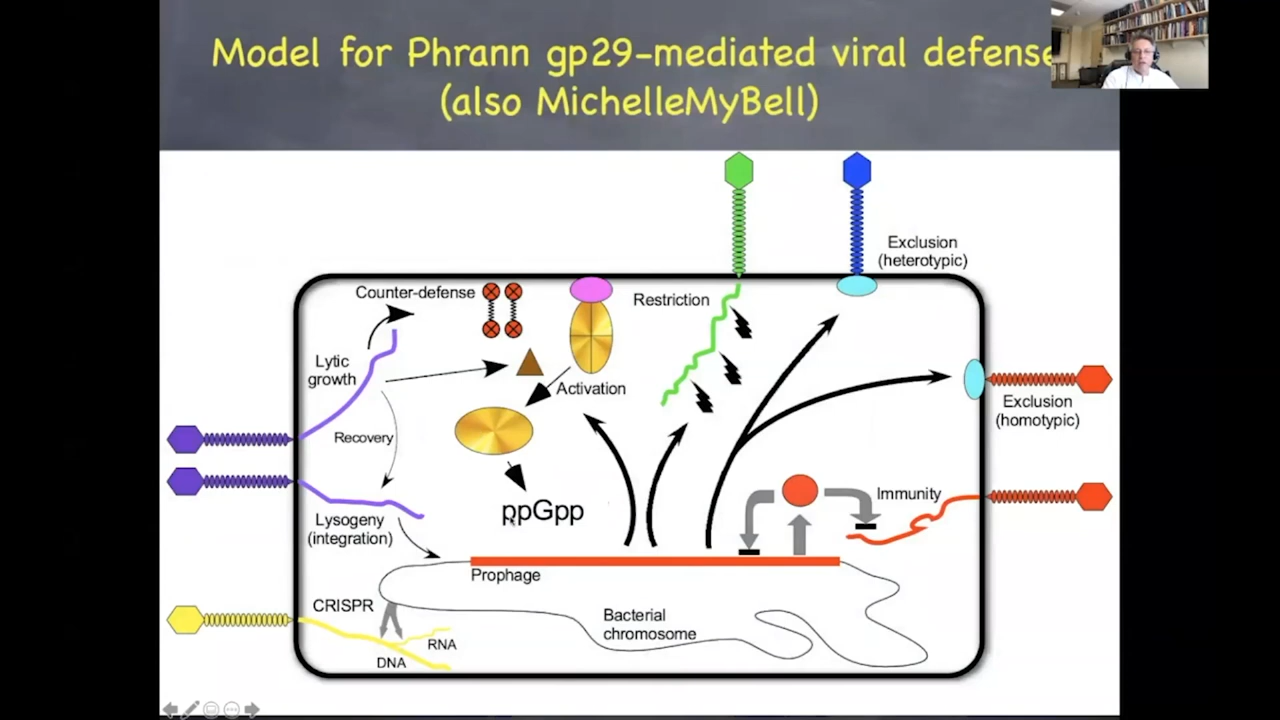 Model for Phrann gp29-mediated viral defense
(also MichelleMyBell)
Exclusion
(heterotypic)
Counter-defense
Restriction
Lytic
growth
Activation
Exclusion
(homotypic)
Recovery
Immunity
ppGpp
Lysogeny
(integration)
Prophage
CRISPR
Bacterial
chromosome
RNA
DNA